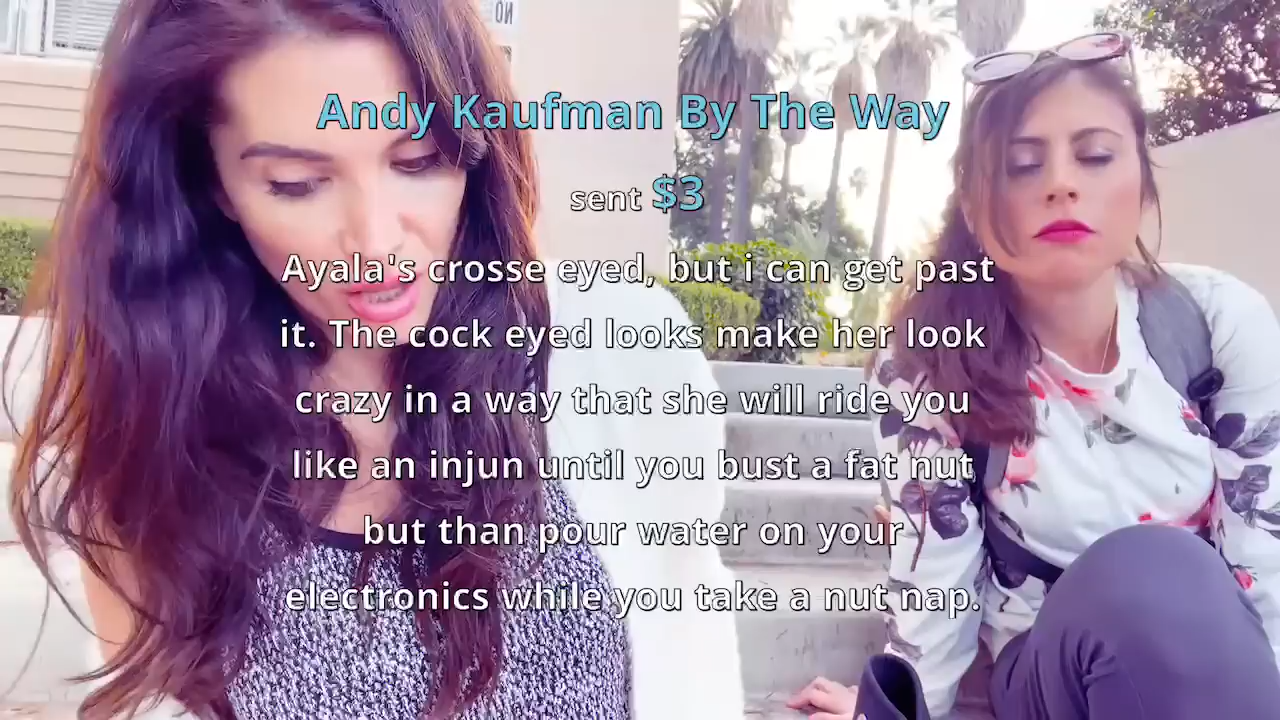 ON
Andy Kaufman By The Way
sent $3
Ayala's crosse eyed, but i can get past
it. The cock eyed looks make her look
crazy in a way that she will ride you
like an injun until you bust a fat nut
but than pour water on your
electronics while you take a nut nap.